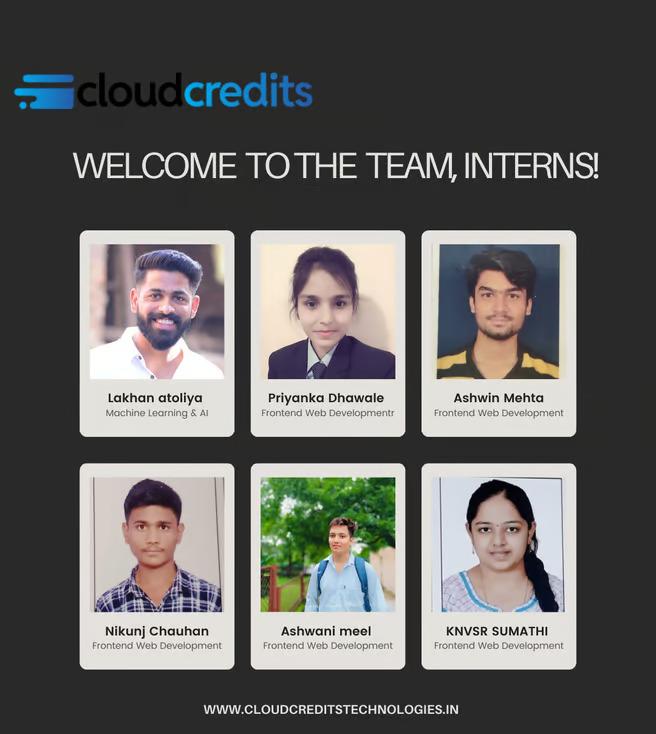 cloudcredits
WELCOME TO THE TEAM, INTERNS!
Lakhan atoliya
Machine Learning & AI
Priyanka Dhawale
Frontend Web Developmentr
Ashwin Mehta
Frontend Web Development
Nikunj Chauhan
Frontend Web Development
Ashwani meel
Frontend Web Development
KNVSR SUMATHI
Frontend Web Development
WWW.CLOUDCREDITSTECHNOLOGIES.IN